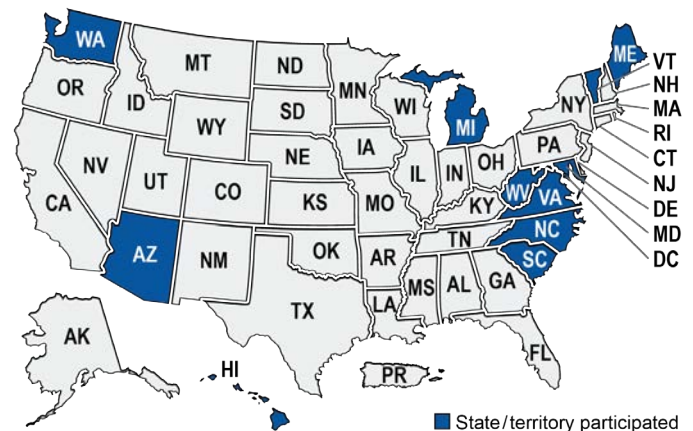 WA
ME
VT
MT
ND
NH
OR
MN
MA
ID
SD
WI
NY
RI
WY
MI
CT
IA
PA
NJ
NE
NV
OH
DE
UT
IL
IN
CA
CO
WV
VA
MD
KS
MO
KY
NC
DC
TN
AZ
OK
NM
AR
SC
MS
AL
GA
LA
TX
AK
FL
HI
PR
State/territory participated